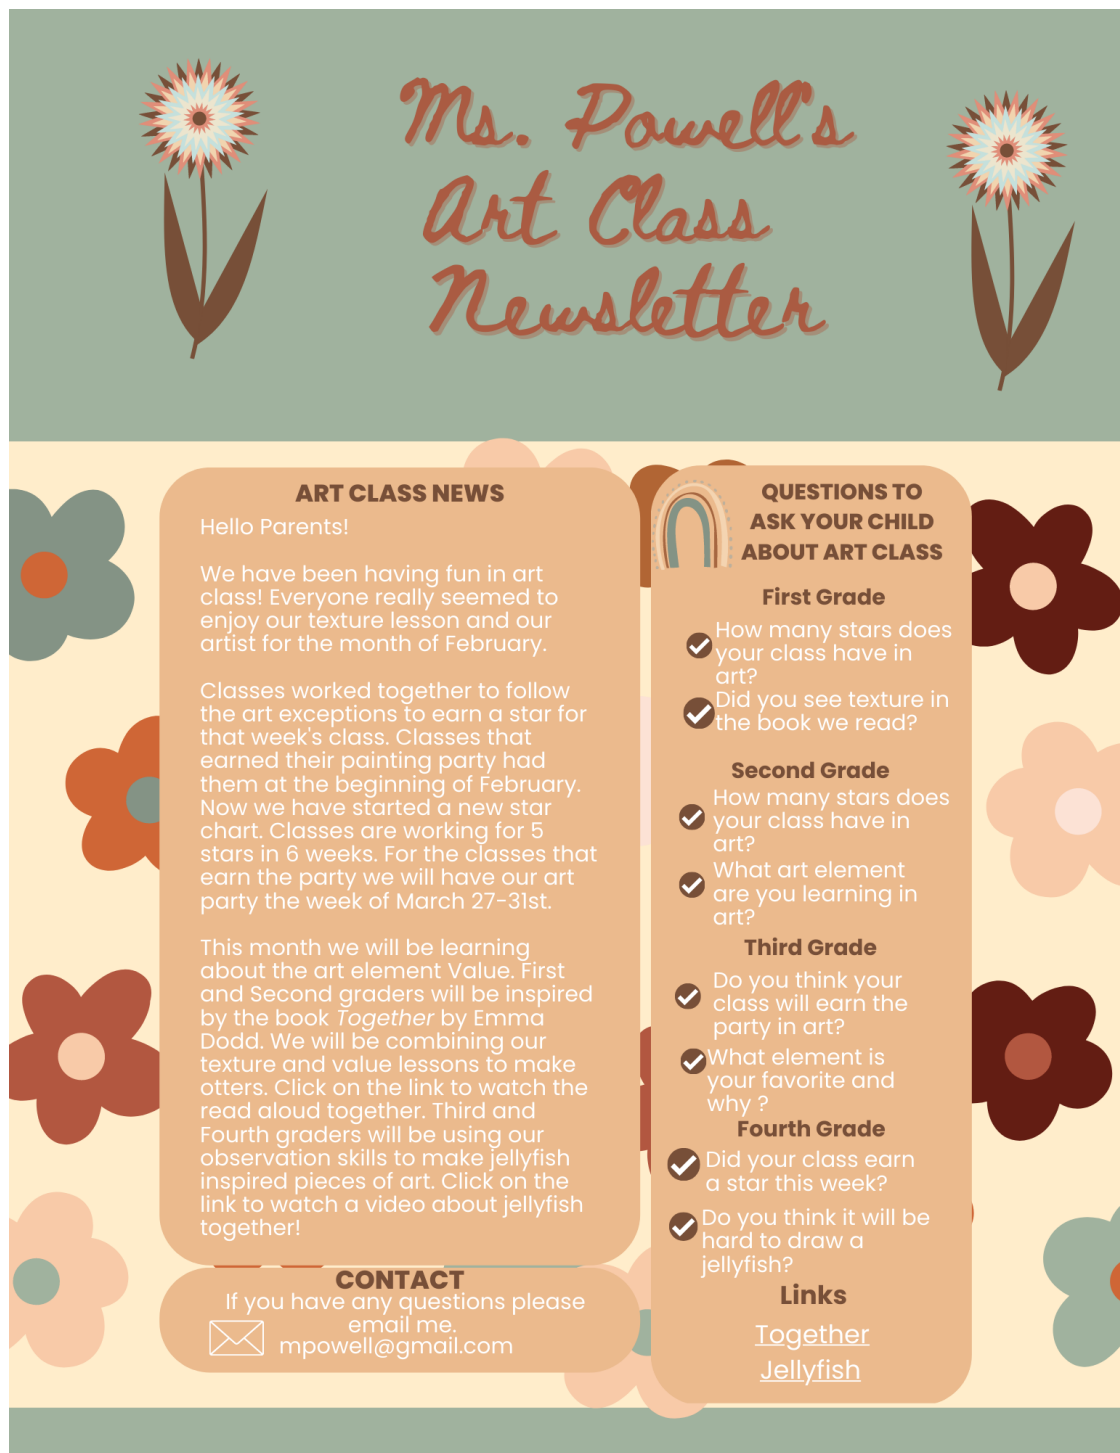 Ms. Powell's
Art Class
Newsletter
ART CLASS NEWS
Hello Parents!
We have been having fun in art
class! Everyone really seemed to
enjoy our texture lesson and our
artist for the month of February.
Classes worked together to follow
the art exceptions to earn a star for
that week's class. Classes that
earned their painting party had
them at the beginning of February.
Now we have started a new star
chart. Classes are working for 5
stars in 6 weeks. For the classes that
earn the party we will have our art
party the week of March 27-31st.
This month we will be learning
about the art element Value. First
and Second graders will be inspired
by the book Together by Emma
Dodd. We will be combining our
texture and value lessons to make
otters. Click on the link to watch the
read aloud together. Third and
Fourth graders will be using our
observation skills to make jellyfish
inspired pieces of art. Click on the
link to watch a video about jellyfish
together!
CONTACT
If you have any questions please
email me.
mpowell@gmail.com
QUESTIONS TO
ASK YOUR CHILD
ABOUT ART CLASS
First Grade
How many stars does
your class have in
art?
Did you see texture in
the book we read?
Second Grade
How many stars does
your class have in
art?
What art element
are you learning in
art?
Third Grade
Do you think your
class will earn the
party in art?
What element is
your favorite and
why ?
Fourth Grade
Did your class earn
a star this week?
Do you think it will be
hard to draw a
jellyfish?
Links
Together
Jellyfish